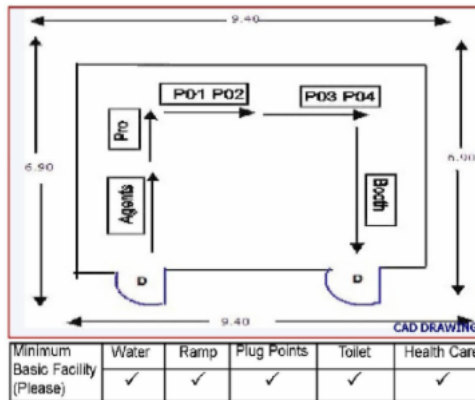 9.40
P01 P02
P03 P04
Pro
6.90
6.90
Agents
Booth
D
D
9.40
CAD DRAWING
Minimum Basic Facility (Please) Water Ramp Plug Points Toilet Health Care
✓ ✓ ✓ ✓ ✓